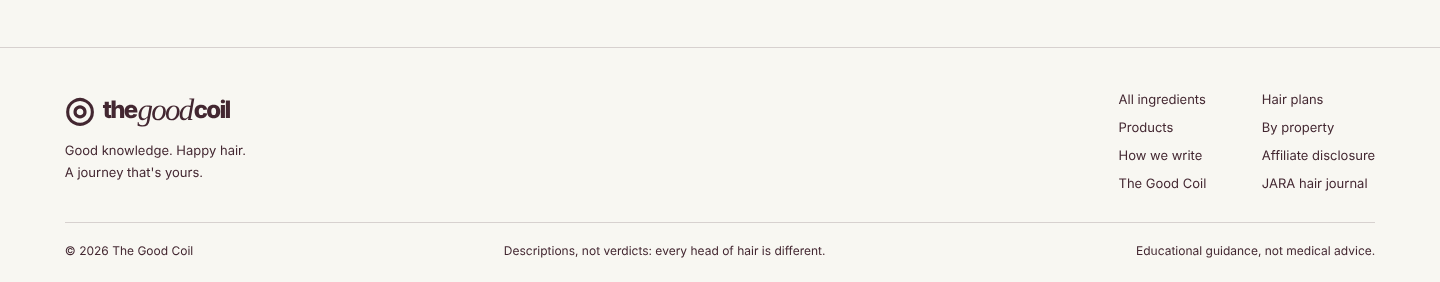 thegoodcoil
Good knowledge. Happy hair.
A journey that's yours.
All ingredients
Products
How we write
The Good Coil
Hair plans
By property
Affiliate disclosure
JARA hair journal
© 2026 The Good Coil
Descriptions, not verdicts: every head of hair is different.
Educational guidance, not medical advice.